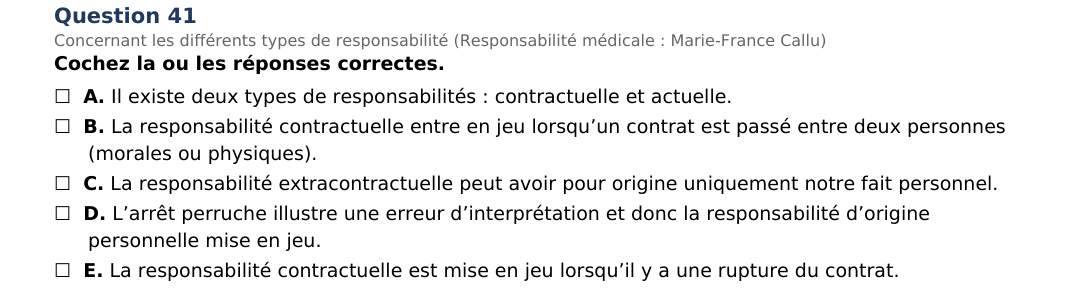 Question 41
Concernant les différents types de responsabilité (Responsabilité médicale : Marie-France Callu)
Cochez la ou les réponses correctes.
☐ A. Il existe deux types de responsabilités : contractuelle et actuelle.
☐ B. La responsabilité contractuelle entre en jeu lorsqu’un contrat est passé entre deux personnes
(morales ou physiques).
☐ C. La responsabilité extracontractuelle peut avoir pour origine uniquement notre fait personnel.
☐ D. L’arrêt perruche illustre une erreur d’interprétation et donc la responsabilité d’origine
personnelle mise en jeu.
☐ E. La responsabilité contractuelle est mise en jeu lorsqu’il y a une rupture du contrat.